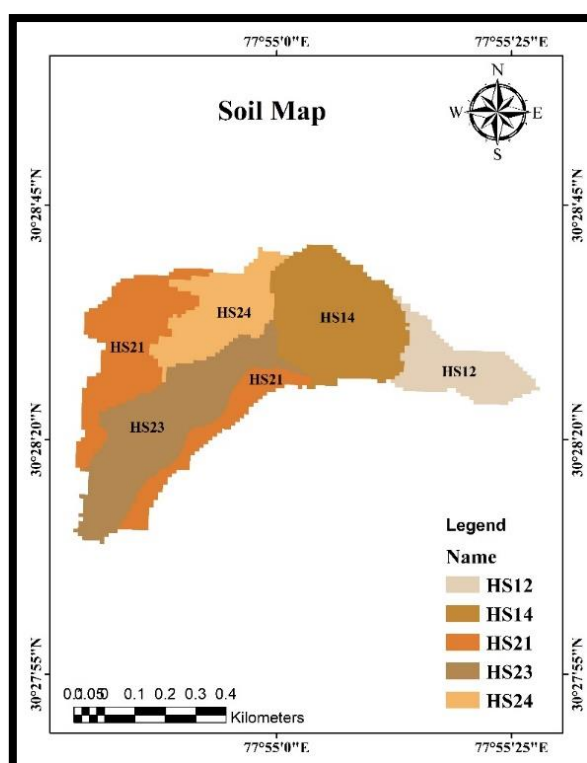 77°55'0"E 77°55'25"E
Soil Map
N
W E
S
30°28'45"N 30°28'45"N
HS24
HS14
HS21
HS12
HS21
HS23
30°28'20"N 30°28'20"N
Legend
Name
HS12
HS14
HS21
HS23
HS24
30°27'55"N 30°27'55"N
0.1 0.2 0.3 0.4
Kilometers
77°55'0"E 77°55'25"E